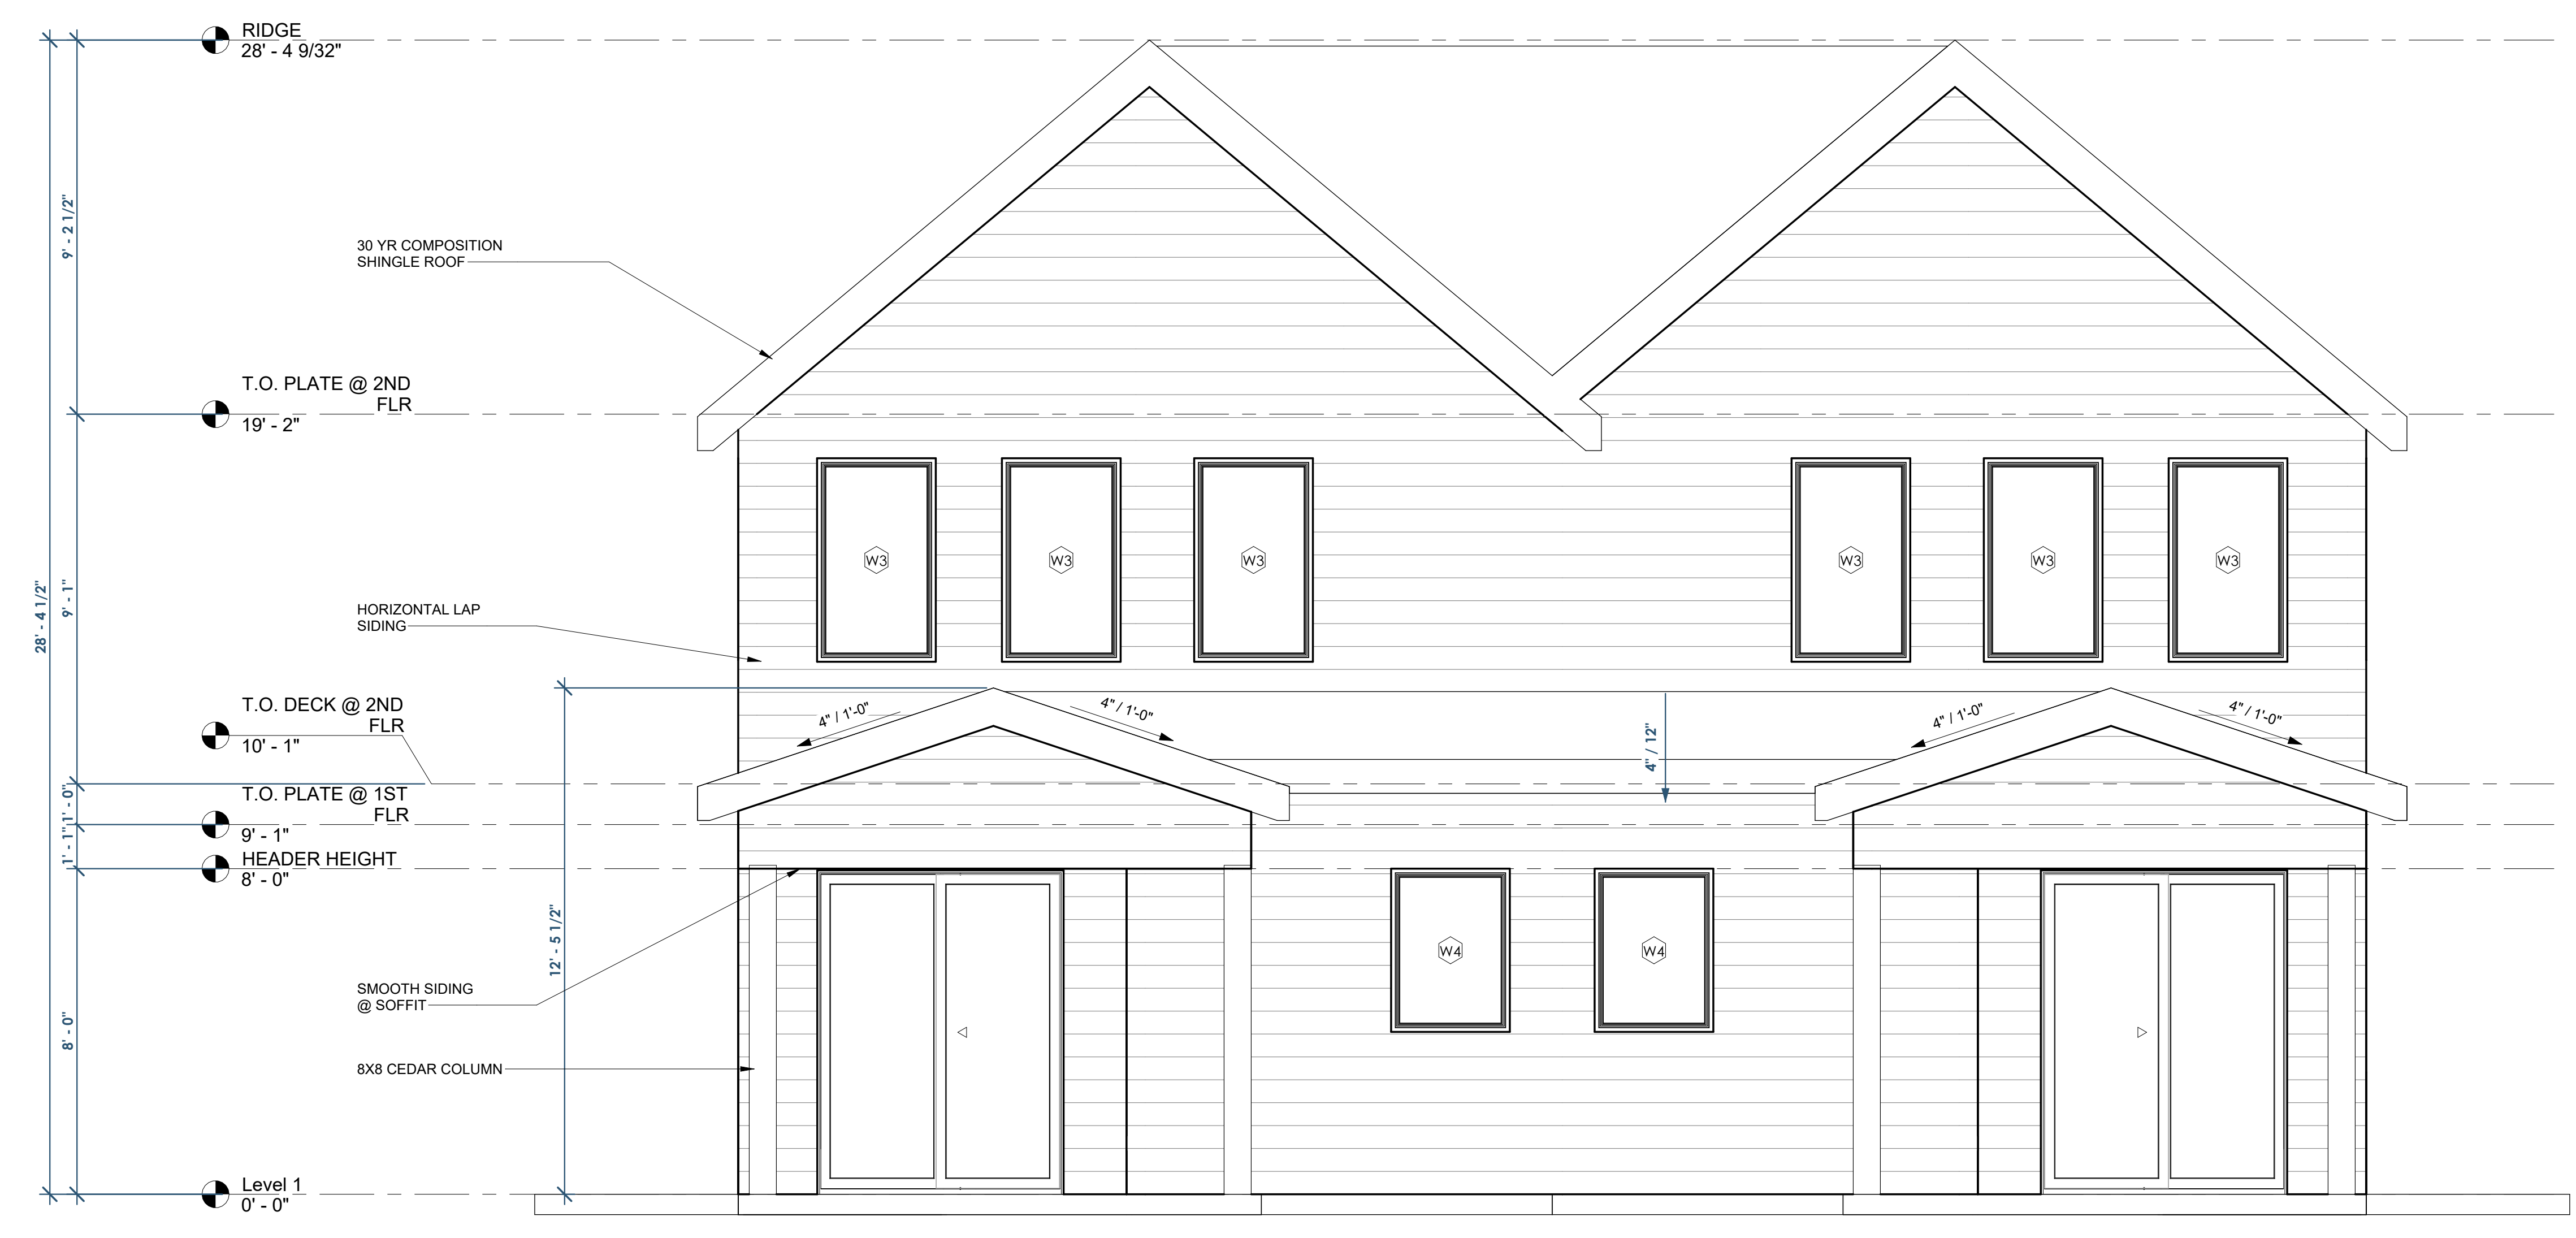 RIDGE
28' - 4 9/32"
9' - 2 1/2"
30 YR COMPOSITION
SHINGLE ROOF
T.O. PLATE @ 2ND
FLR
19' - 2"
W3
W3
W3
W3
W3
W3
28' - 4 1/2"
9' - 1"
HORIZONTAL LAP
SIDING
T.O. DECK @ 2ND
FLR
10' - 1"
4" / 1'-0"
4" / 1'-0"
4" / 12"
4" / 1'-0"
4" / 1'-0"
1' - 0"
T.O. PLATE @ 1ST
FLR
9' - 1"
1' - 1"
HEADER HEIGHT
8' - 0"
12' - 5 1/2"
W4
W4
SMOOTH SIDING
@ SOFFIT
8' - 0"
8X8 CEDAR COLUMN
Level 1
0' - 0"